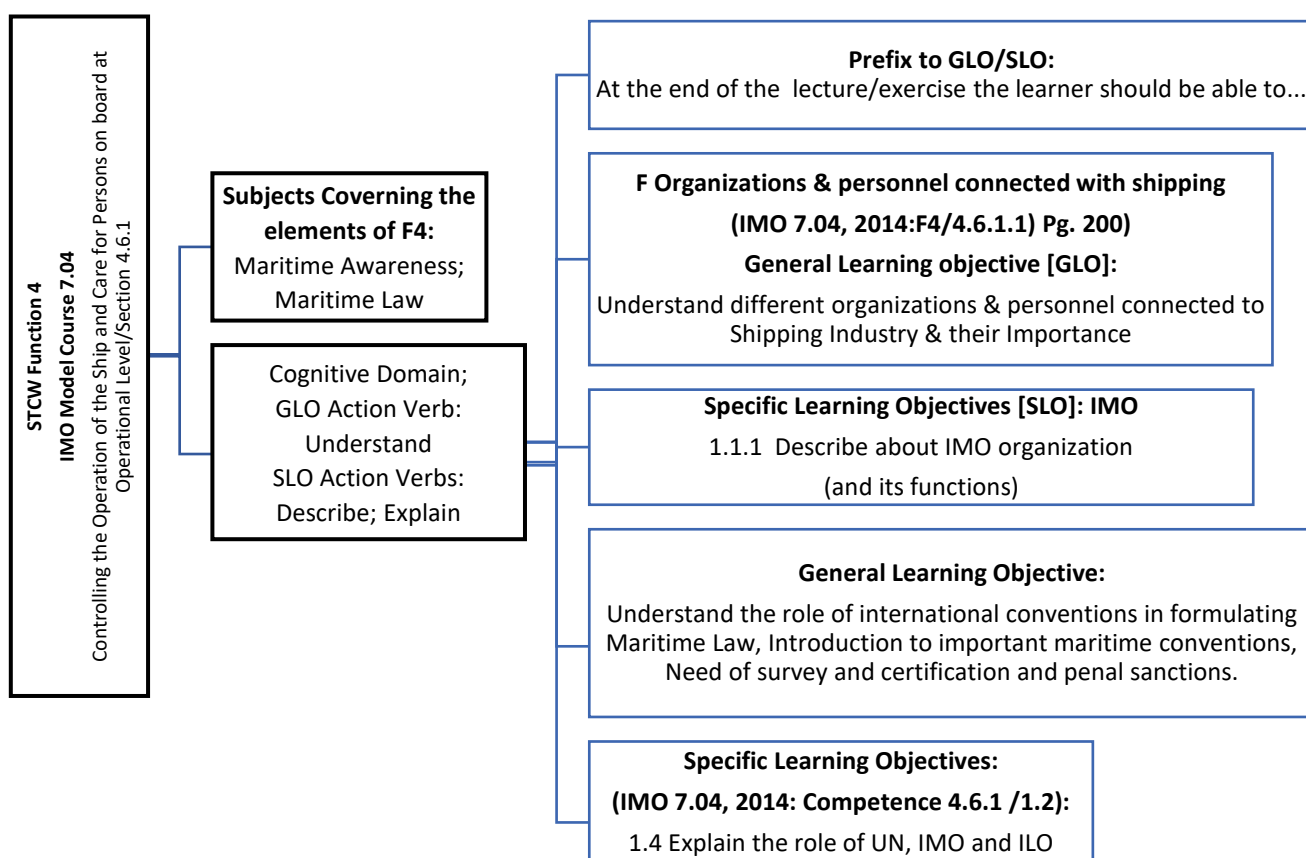 STCW Function 4
IMO Model Course 7.04
Controlling the Operation of the Ship and Care for Persons on board at
Operational Level/Section 4.6.1
Subjects Covering the
elements of F4:
Maritime Awareness;
Maritime Law
Cognitive Domain;
GLO Action Verb:
Understand
SLO Action Verbs:
Describe; Explain
Prefix to GLO/SLO:
At the end of the lecture/exercise the learner should be able to...
F Organizations & personnel connected with shipping
(IMO 7.04, 2014:F4/4.6.1.1) Pg. 200)
General Learning objective [GLO]:
Understand different organizations & personnel connected to
Shipping Industry & their Importance
Specific Learning Objectives [SLO]: IMO
1.1.1 Describe about IMO organization
(and its functions)
General Learning Objective:
Understand the role of international conventions in formulating
Maritime Law, Introduction to important maritime conventions,
Need of survey and certification and penal sanctions.
Specific Learning Objectives:
(IMO 7.04, 2014: Competence 4.6.1 /1.2):
1.4 Explain the role of UN, IMO and ILO